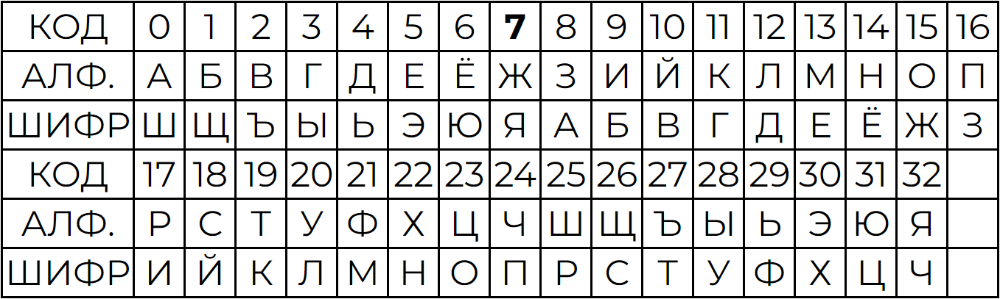 КОД 0 1 2 3 4 5 6 7 8 9 10 11 12 13 14 15 16
АЛФ. А Б В Г Д Е Ё Ж З И Й К Л М Н О П
ШИФР Ш Щ Ъ Ы Ь Э Ю Я А Б В Г Д Е Ё Ж З
КОД 17 18 19 20 21 22 23 24 25 26 27 28 29 30 31 32
АЛФ. Р С Т У Ф Х Ц Ч Ш Щ Ъ Ы Ь Э Ю Я
ШИФР И Й К Л М Н О П Р С Т У Ф Х Ц Ч